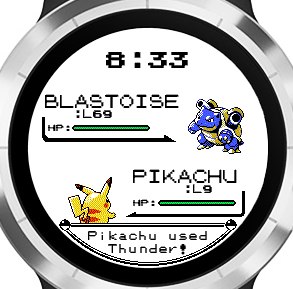 8:33
BLASTOISE
:L69
HP:
PIKACHU
:L9
HP:
Pikachu used
Thunder!